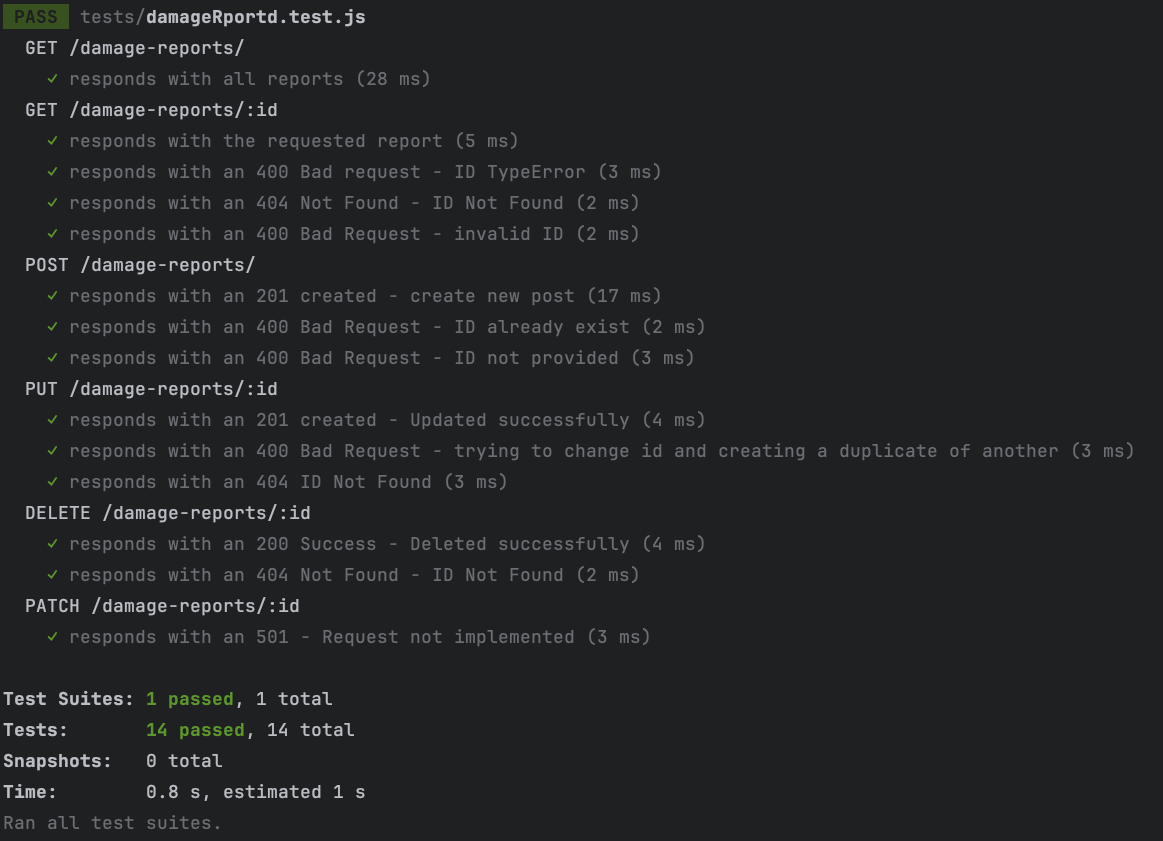 PASS tests/damageRportd.test.js
GET /damage-reports/
✓ responds with all reports (28 ms)
GET /damage-reports/:id
✓ responds with the requested report (5 ms)
✓ responds with an 400 Bad request - ID TypeError (3 ms)
✓ responds with an 404 Not Found - ID Not Found (2 ms)
✓ responds with an 400 Bad Request - invalid ID (2 ms)
POST /damage-reports/
✓ responds with an 201 created - create new post (17 ms)
✓ responds with an 400 Bad Request - ID already exist (2 ms)
✓ responds with an 400 Bad Request - ID not provided (3 ms)
PUT /damage-reports/:id
✓ responds with an 201 created - Updated successfully (4 ms)
✓ responds with an 400 Bad Request - trying to change id and creating a duplicate of another (3 ms)
✓ responds with an 404 ID Not Found (3 ms)
DELETE /damage-reports/:id
✓ responds with an 200 Success - Deleted successfully (4 ms)
✓ responds with an 404 Not Found - ID Not Found (2 ms)
PATCH /damage-reports/:id
✓ responds with an 501 - Request not implemented (3 ms)
Test Suites: 1 passed, 1 total
Tests: 14 passed, 14 total
Snapshots: 0 total
Time: 0.8 s, estimated 1 s
Ran all test suites.